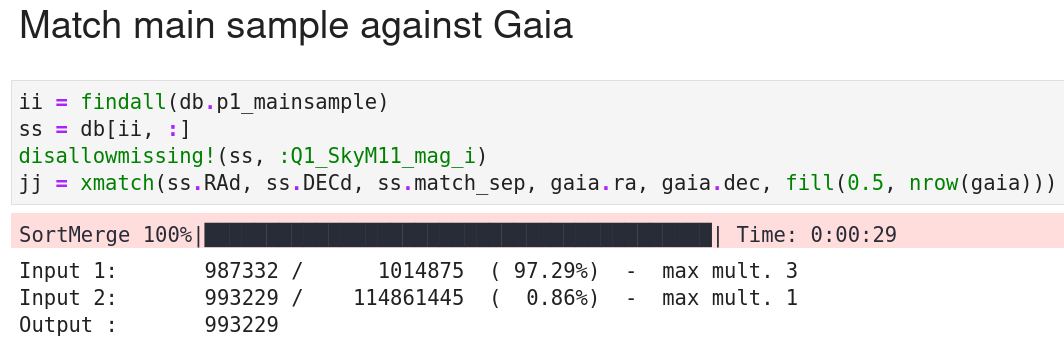 Match main sample against Gaia
ii = findall(db.p1_mainsample)
ss = db[ii, :]
disallowmissing!(ss, :Q1_SkyM11_mag_i)
jj = xmatch(ss.RAd, ss.DECd, ss.match_sep, gaia.ra, gaia.dec, fill(0.5, nrow(gaia)))
SortMerge 100%|█████████████████████████████████████████| Time: 0:00:29
Input 1:       987332 /      1014875  ( 97.29%)  -  max mult. 3
Input 2:       993229 /    114861445  (  0.86%)  -  max mult. 1
Output :       993229